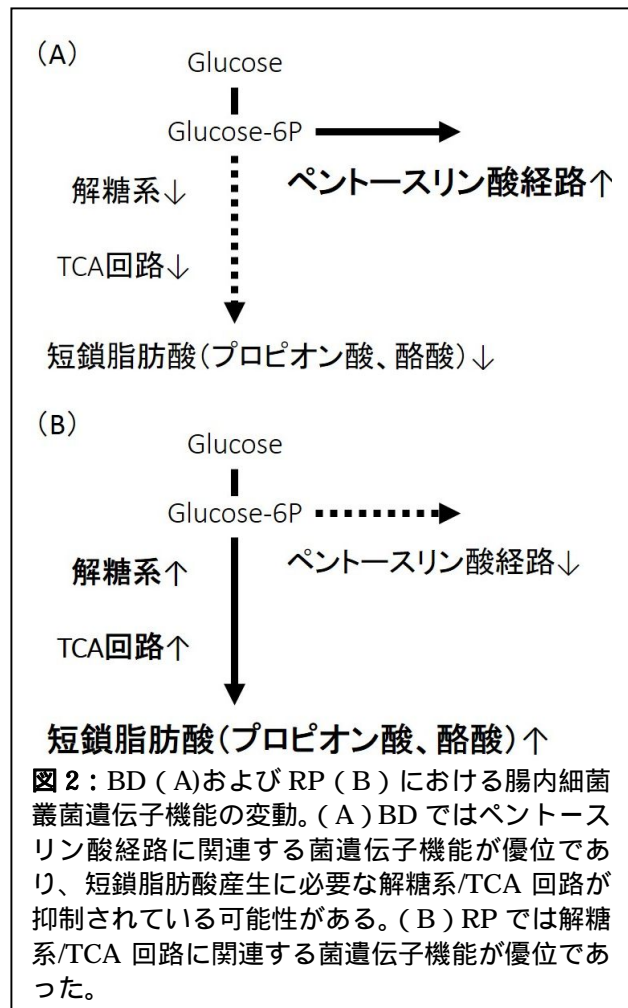 (A)
Glucose
Glucose-6P
ペントースリン酸経路↑
解糖系↓
TCA回路↓
短鎖脂肪酸(プロピオン酸、酪酸)↓
(B)
Glucose
Glucose-6P
ペントースリン酸経路↓
解糖系↑
TCA回路↑
短鎖脂肪酸(プロピオン酸、酪酸)↑
図2:BD(A)および RP(B)における腸内細菌
叢菌遺伝子機能の変動。(A)BD ではペントース
リン酸経路に関連する菌遺伝子機能が優位であ
り、短鎖脂肪酸産生に必要な解糖系/TCA 回路が
抑制されている可能性がある。(B)RP では解糖
系/TCA 回路に関連する菌遺伝子機能が優位であ
った。